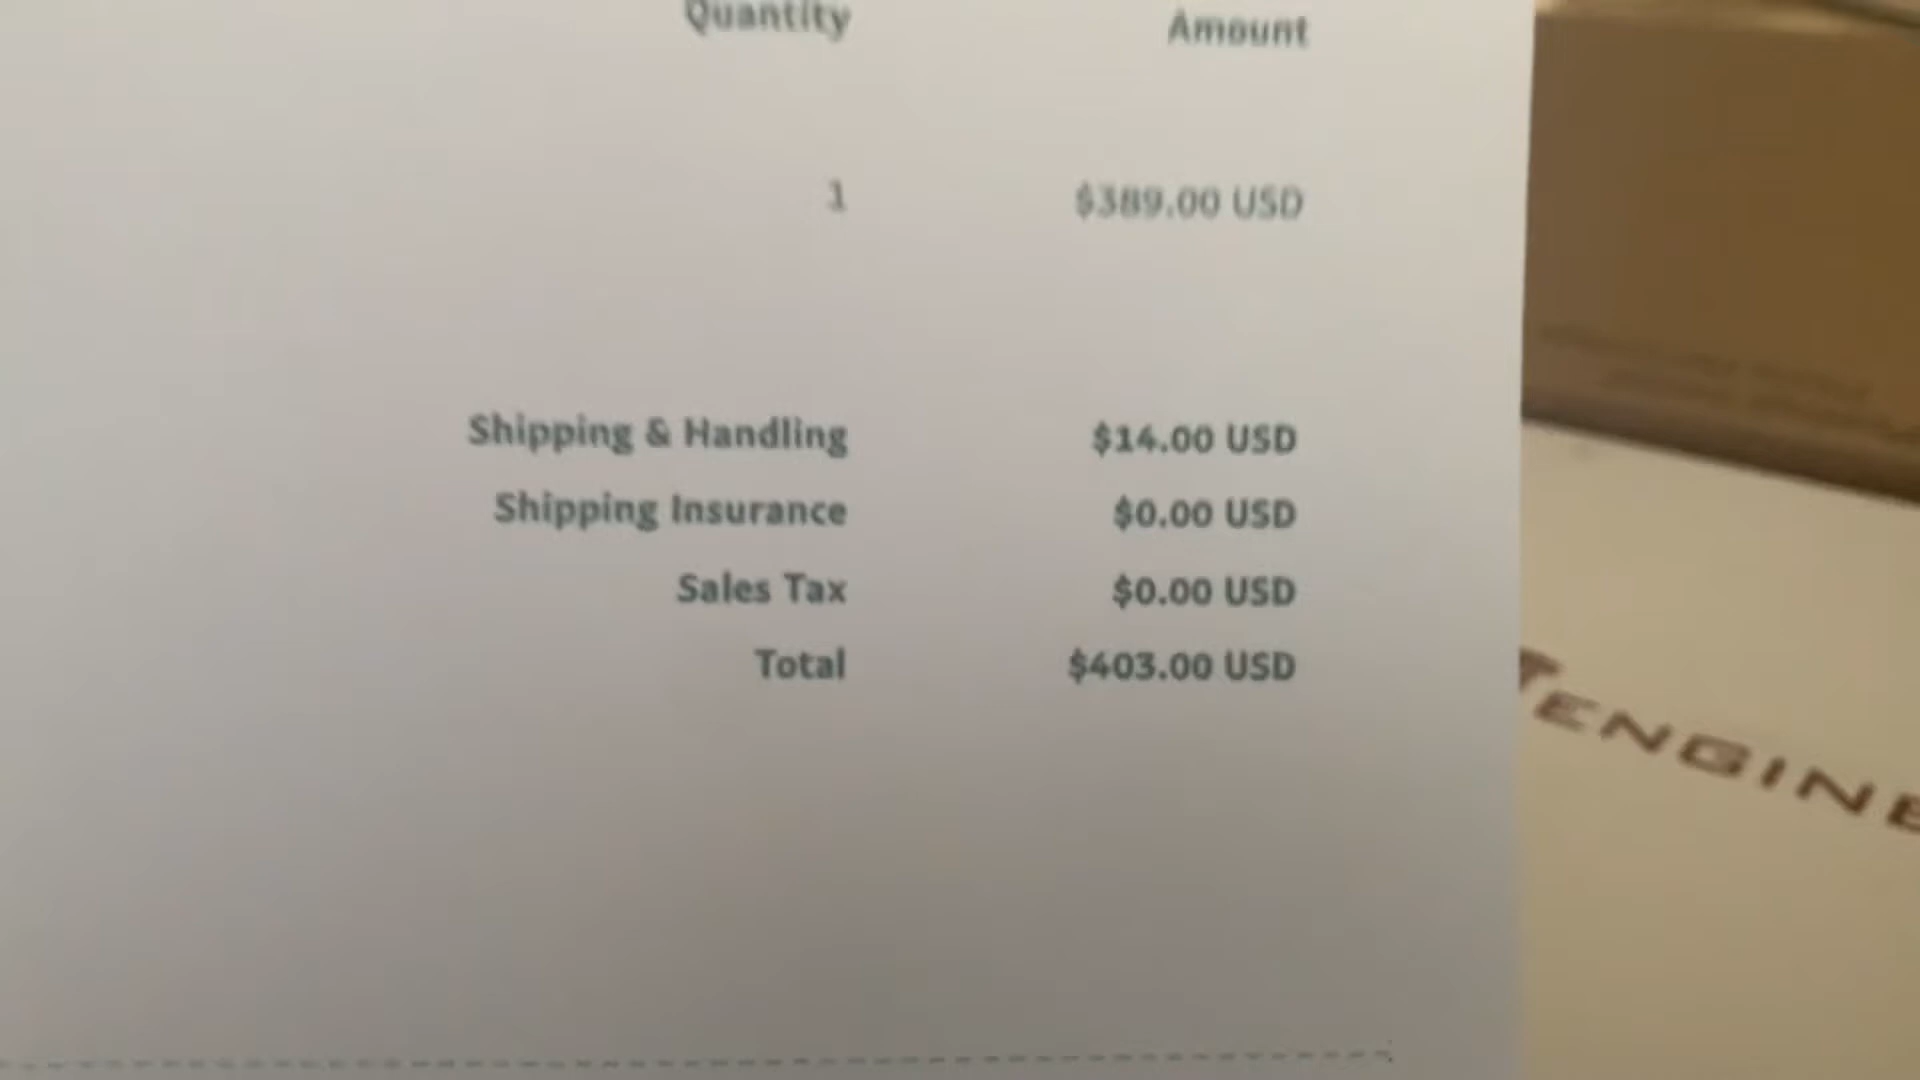 Quantity Amount
1 $389.00 USD
Shipping & Handling $14.00 USD
Shipping Insurance $0.00 USD
Sales Tax $0.00 USD
Total $403.00 USD
TENGINE